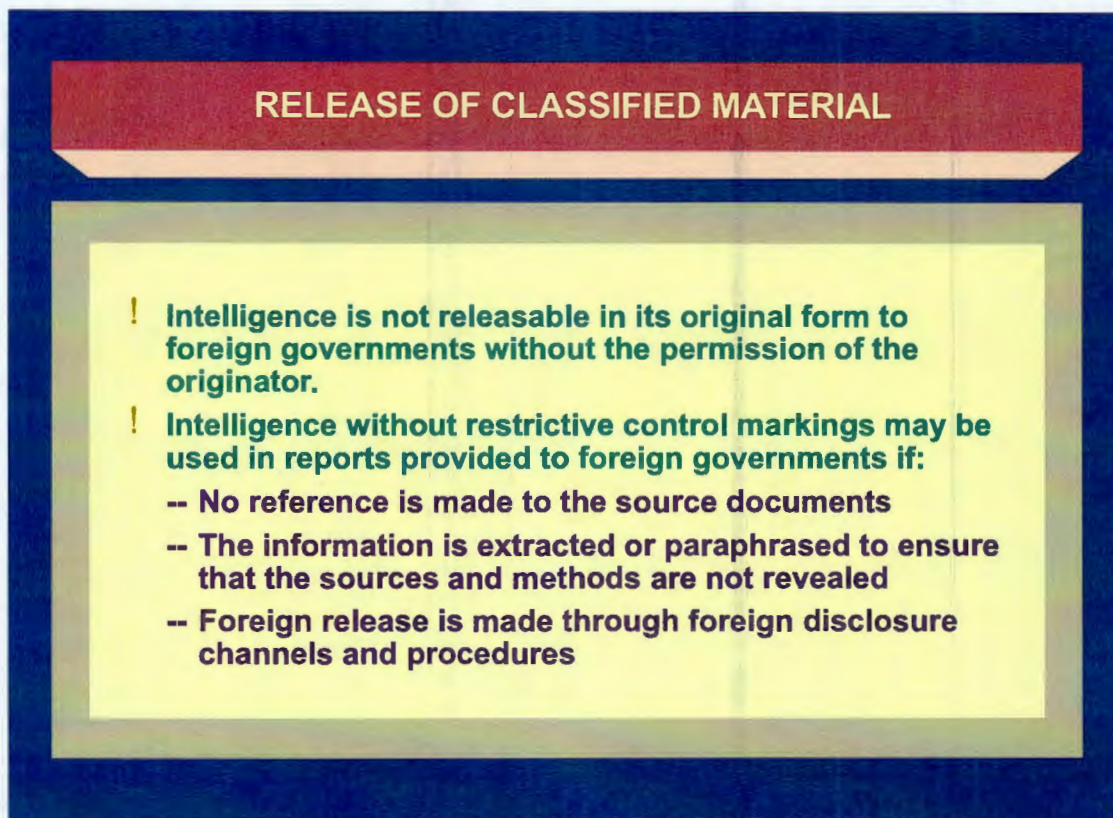 RELEASE OF CLASSIFIED MATERIAL
! Intelligence is not releasable in its original form to
foreign governments without the permission of the
originator.
! Intelligence without restrictive control markings may be
used in reports provided to foreign governments if:
-- No reference is made to the source documents
-- The information is extracted or paraphrased to ensure
that the sources and methods are not revealed
-- Foreign release is made through foreign disclosure
channels and procedures